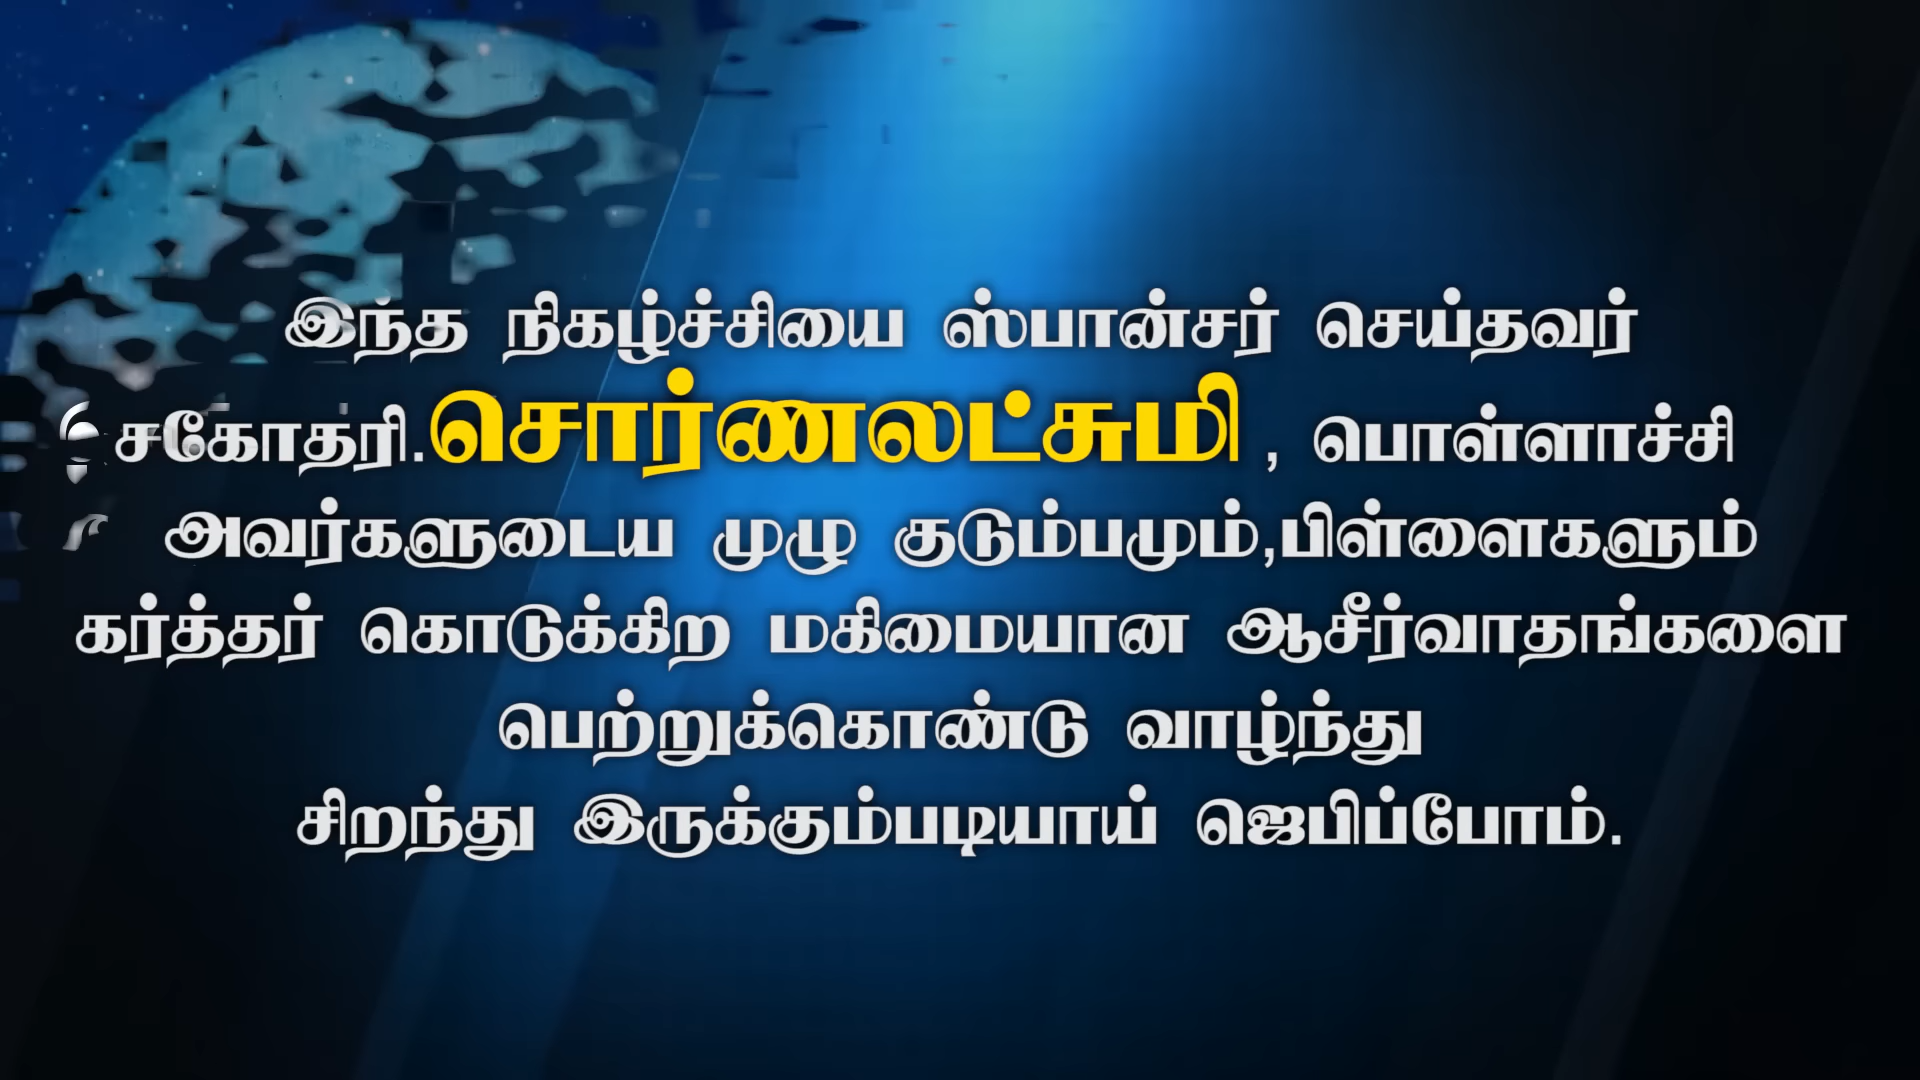 இந்த நிகழ்ச்சியை ஸ்பான்சர் செய்தவர்
சகோதரி.சொர்ணலட்சுமி , பொள்ளாச்சி
அவர்களுடைய முழு குடும்பமும்,பிள்ளைகளும்
கர்த்தர் கொடுக்கிற மகிமையான ஆசீர்வாதங்களை
பெற்றுக்கொண்டு வாழ்ந்து
சிறந்து இருக்கும்படியாய் ஜெபிப்போம்.